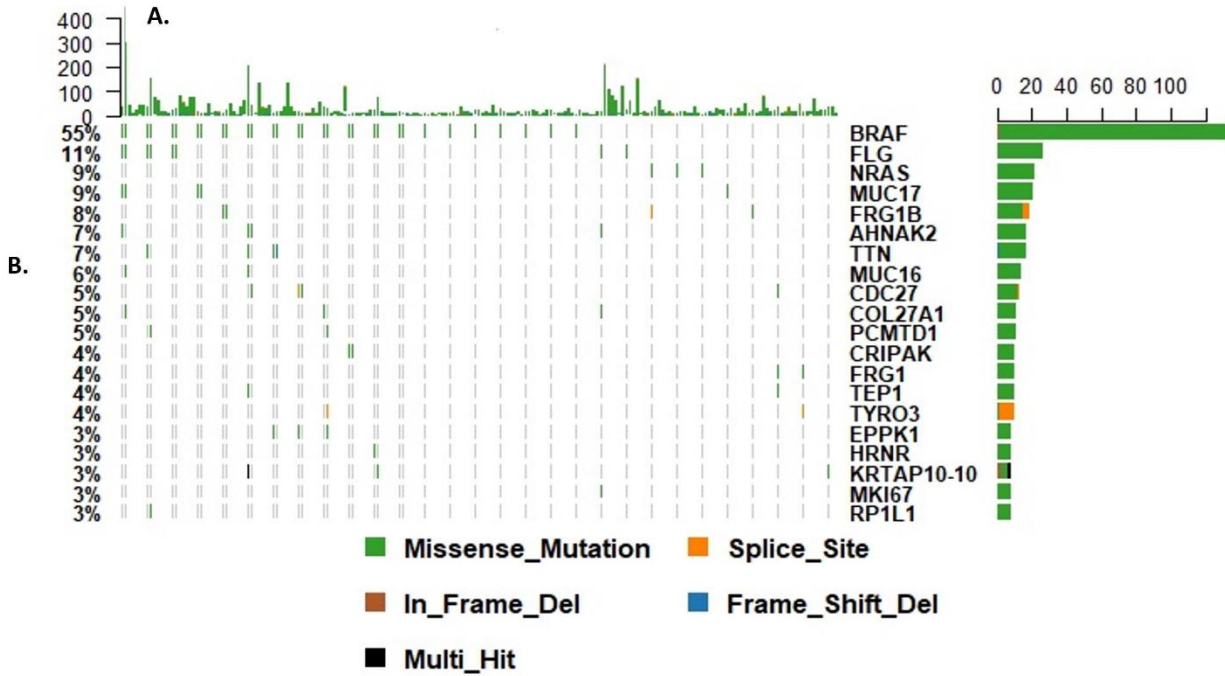 A.
400
300
200
100
0
0 20 40 60 80 100
55% BRAF
11% FLG
9% NRAS
9% MUC17
8% FRG1B
7% AHNAK2
7% TTN
B.
6% MUC16
5% CDC27
5% COL27A1
5% PCMTD1
4% CRIPAK
4% FRG1
4% TEP1
4% TYRO3
3% EPPK1
3% HRNR
3% KRTAP10-10
3% MKI67
3% RP1L1
Missense_Mutation Splice_Site
In_Frame_Del Frame_Shift_Del
Multi_Hit